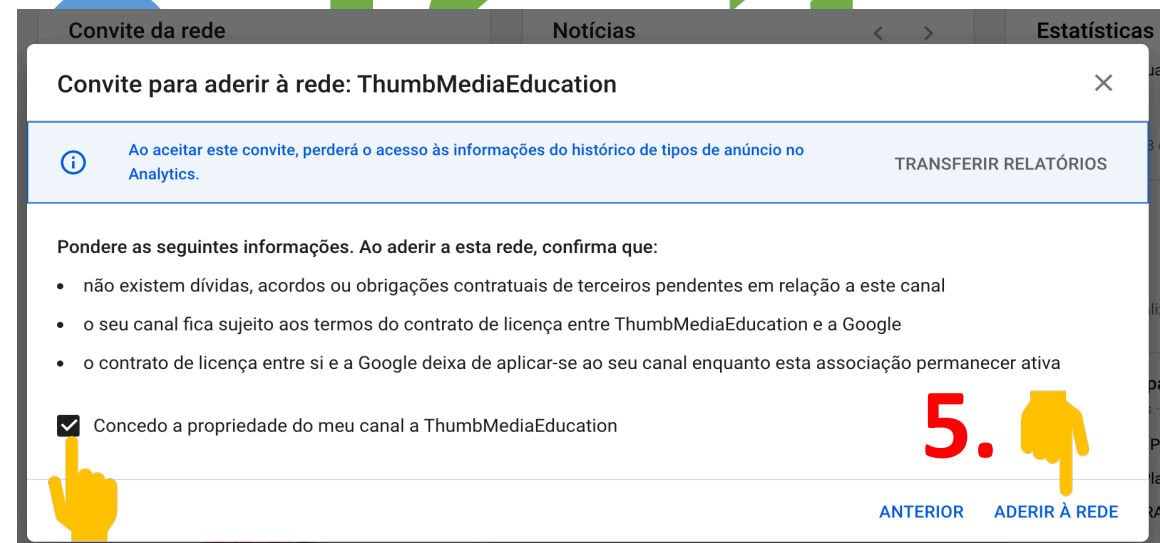 Convite da rede
Notícias
Estatísticas
Convite para aderir à rede: ThumbMediaEducation
Ao aceitar este convite, perderá o acesso às informações do histórico de tipos de anúncio no
Analytics.
TRANSFERIR RELATÓRIOS
Pondere as seguintes informações. Ao aderir a esta rede, confirma que:
• não existem dívidas, acordos ou obrigações contratuais de terceiros pendentes em relação a este canal
• o seu canal fica sujeito aos termos do contrato de licença entre ThumbMediaEducation e a Google
• o contrato de licença entre si e a Google deixa de aplicar-se ao seu canal enquanto esta associação permanecer ativa
Concedo a propriedade do meu canal a ThumbMediaEducation
5.
ANTERIOR
ADERIR À REDE